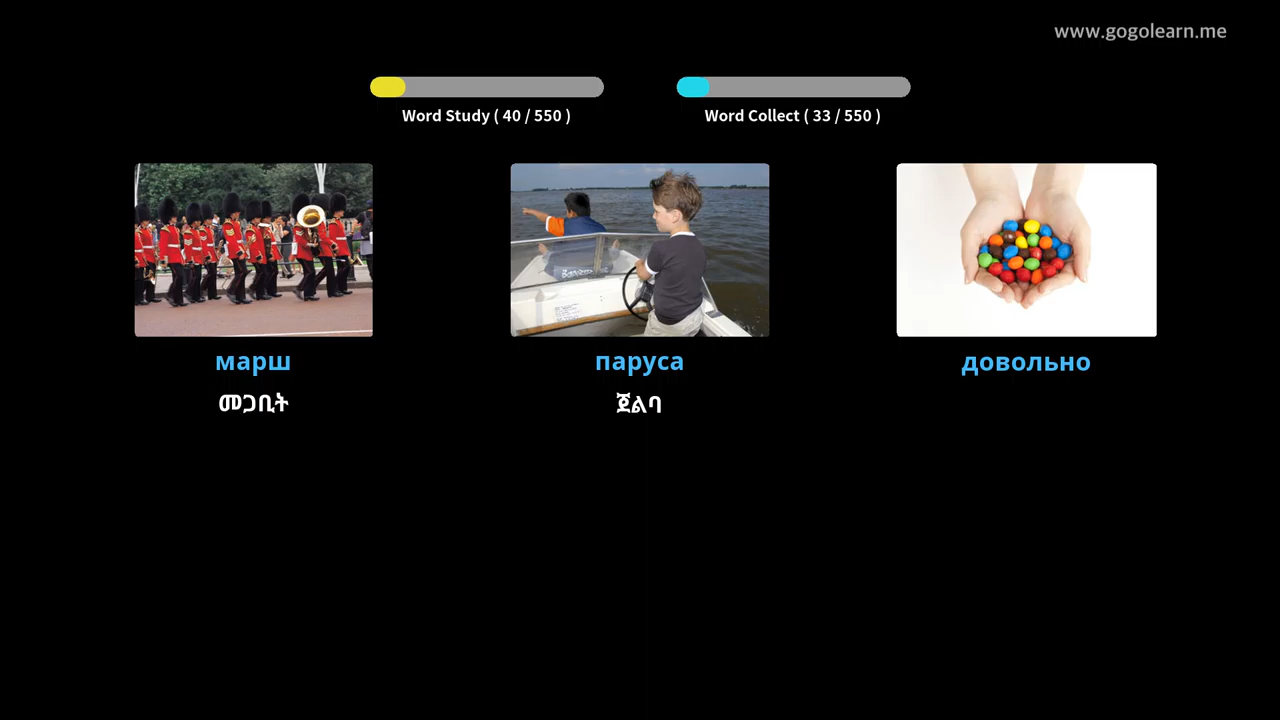 www.gogolearn.me
Word Study ( 40 / 550 )
Word Collect ( 33 / 550 )
марш
паруса
довольно
መጋቢት
ጀልባ